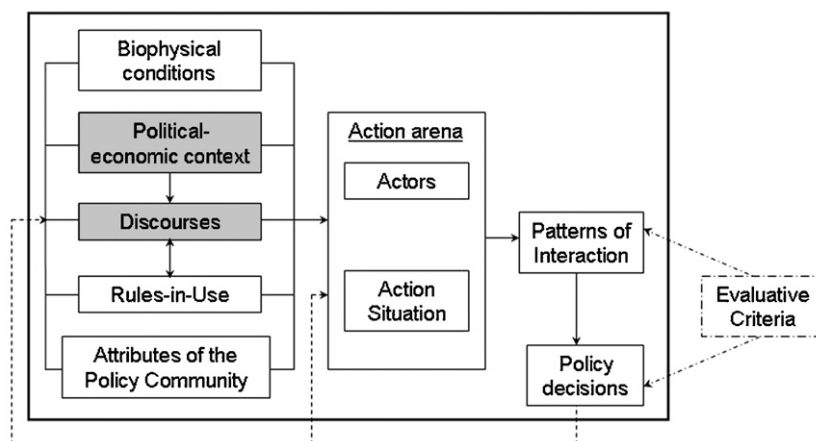 Biophysical
conditions
Political-
economic context
Discourses
Rules-in-Use
Attributes of the
Policy Community
Action arena
Actors
Action
Situation
Patterns of
Interaction
Policy
decisions
Evaluative
Criteria